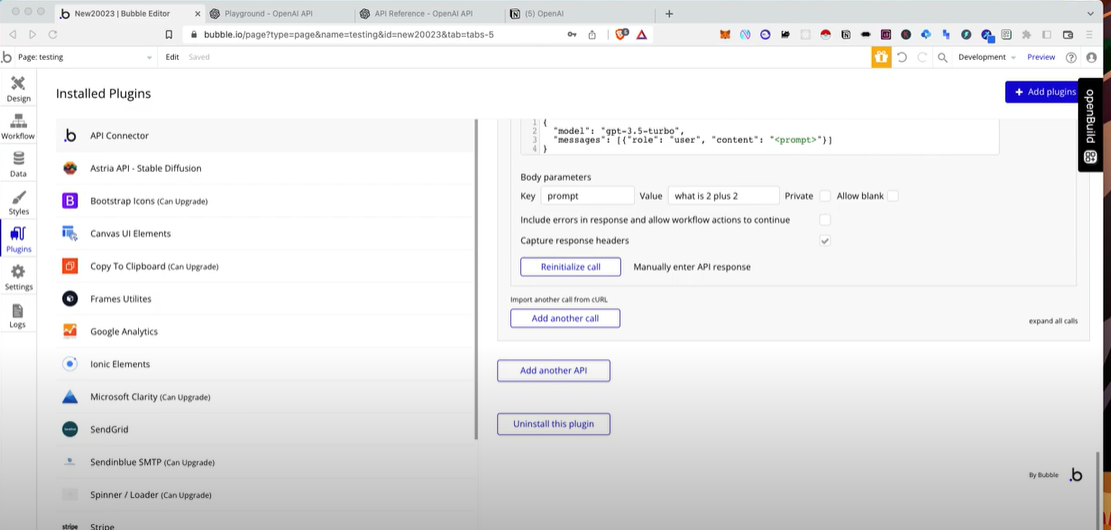 New20023 | Bubble Editor
Playground - OpenAI API
API Reference - OpenAI API
(5) OpenAI
bubble.io/page?type=page&name=testing&id=new20023&tab=tabs-5
Page: testing
Edit
Saved
Development
Preview
Design
Workflow
Data
Styles
Plugins
Settings
Logs
Installed Plugins
+ Add plugins
openBuild
API Connector
Astria API - Stable Diffusion
Bootstrap Icons (Can Upgrade)
Canvas UI Elements
Copy To Clipboard (Can Upgrade)
Frames Utilites
Google Analytics
Ionic Elements
Microsoft Clarity (Can Upgrade)
SendGrid
Sendinblue SMTP (Can Upgrade)
Spinner / Loader (Can Upgrade)
stripe Stripe
1 {
2 "model": "gpt-3.5-turbo",
3 "messages": [{"role": "user", "content": "<prompt>"}]
4 }
Body parameters
Key prompt Value what is 2 plus 2 Private Allow blank
Include errors in response and allow workflow actions to continue
Capture response headers
Reinitialize call Manually enter API response
Import another call from cURL
Add another call
expand all calls
Add another API
Uninstall this plugin
By Bubble